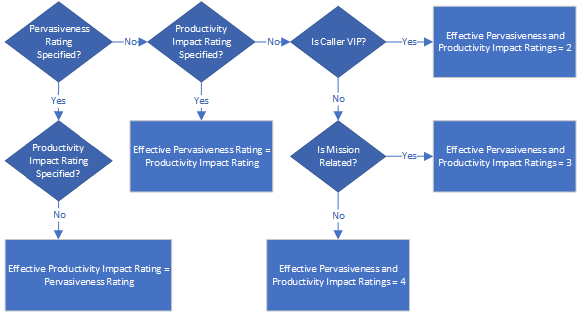 Pervasiveness
Rating
Specified?
No
Productivity
Impact Rating
Specified?
No
Is Caller VIP?
Yes
Effective Pervasiveness and
Productivity Impact Ratings = 2
Yes
Yes
No
Productivity
Impact Rating
Specified?
Effective Pervasiveness Rating =
Productivity Impact Rating
Is Mission
Related?
Yes
Effective Pervasiveness and
Productivity Impact Ratings = 3
No
No
Effective Productivity Impact Rating =
Pervasiveness Rating
Effective Pervasiveness and
Productivity Impact Ratings = 4